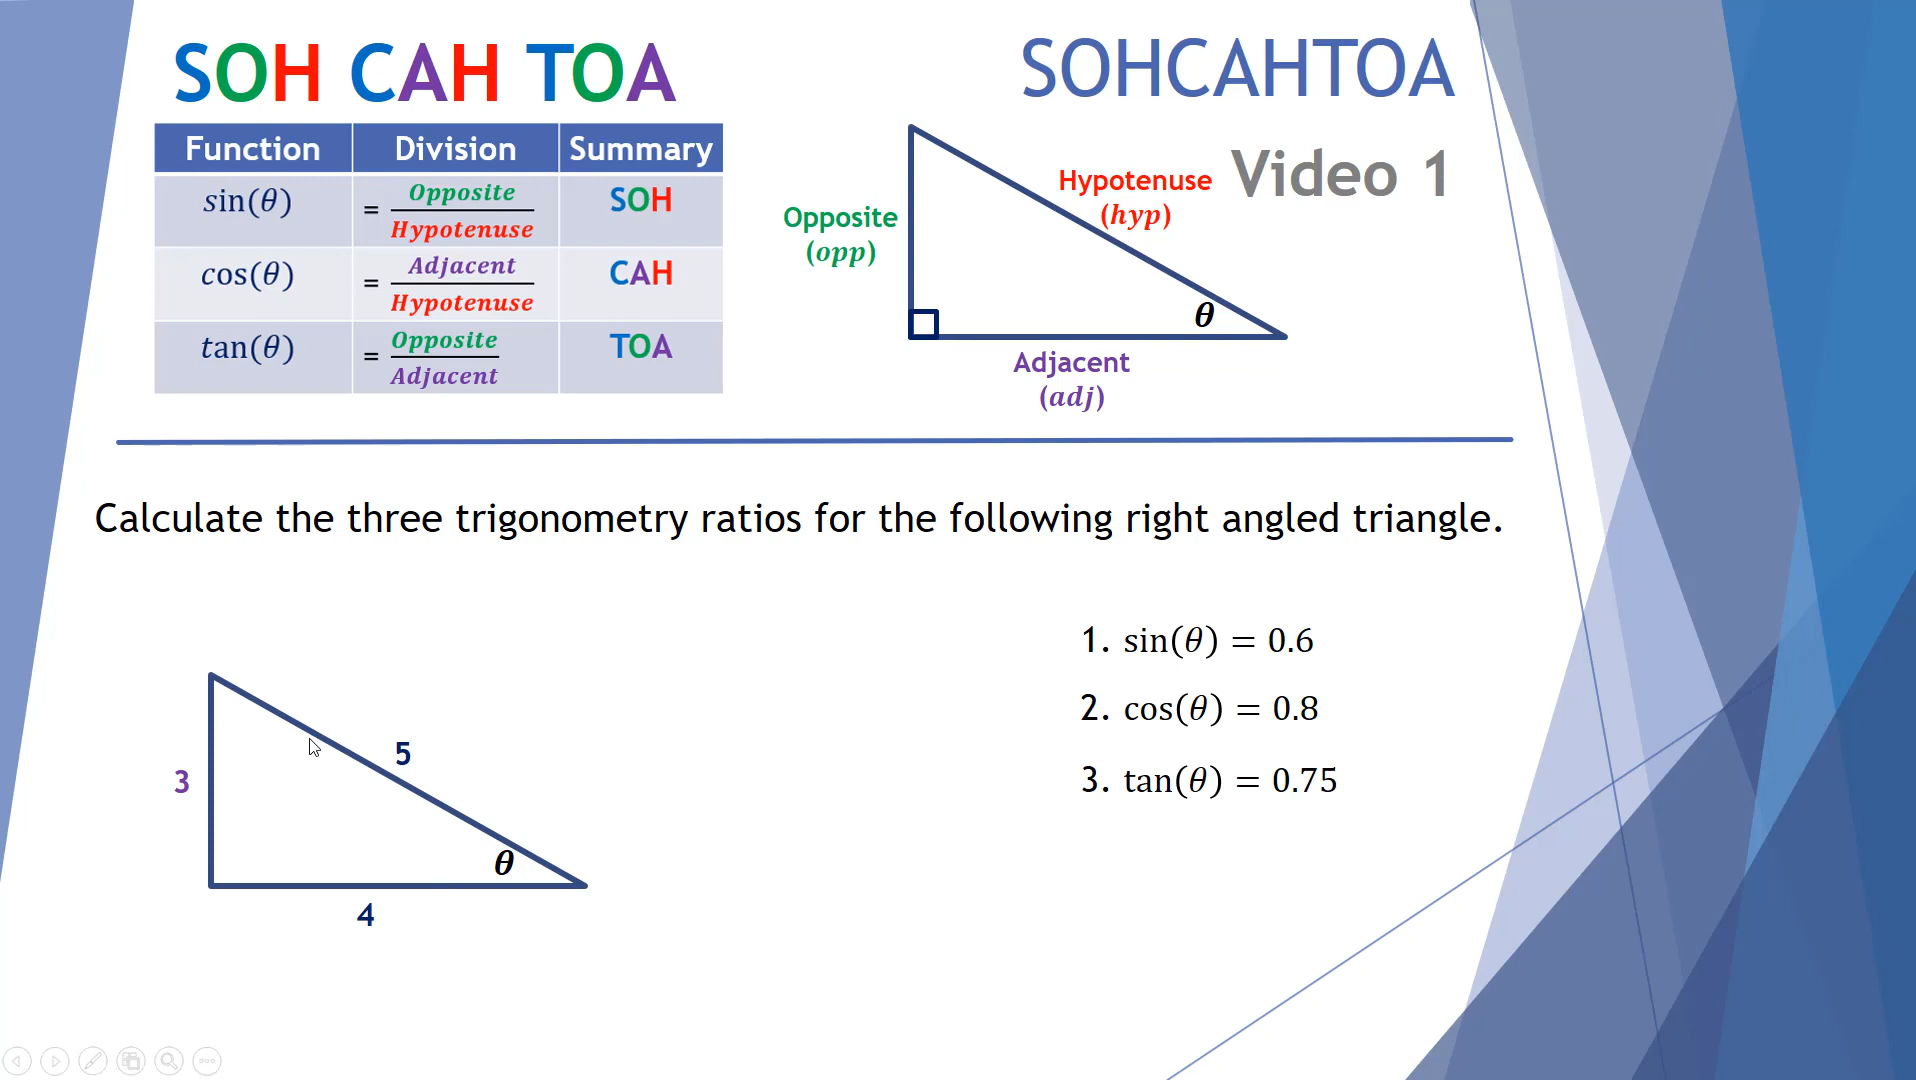 SOH CAH TOA
SOHCAHTOA
Video 1
Function Division Summary
sin(θ) = Opposite / Hypotenuse SOH
cos(θ) = Adjacent / Hypotenuse CAH
tan(θ) = Opposite / Adjacent TOA
Opposite
(opp)
Hypotenuse
(hyp)
θ
Adjacent
(adj)
Calculate the three trigonometry ratios for the following right angled triangle.
3
5
θ
4
1. sin(θ) = 0.6
2. cos(θ) = 0.8
3. tan(θ) = 0.75